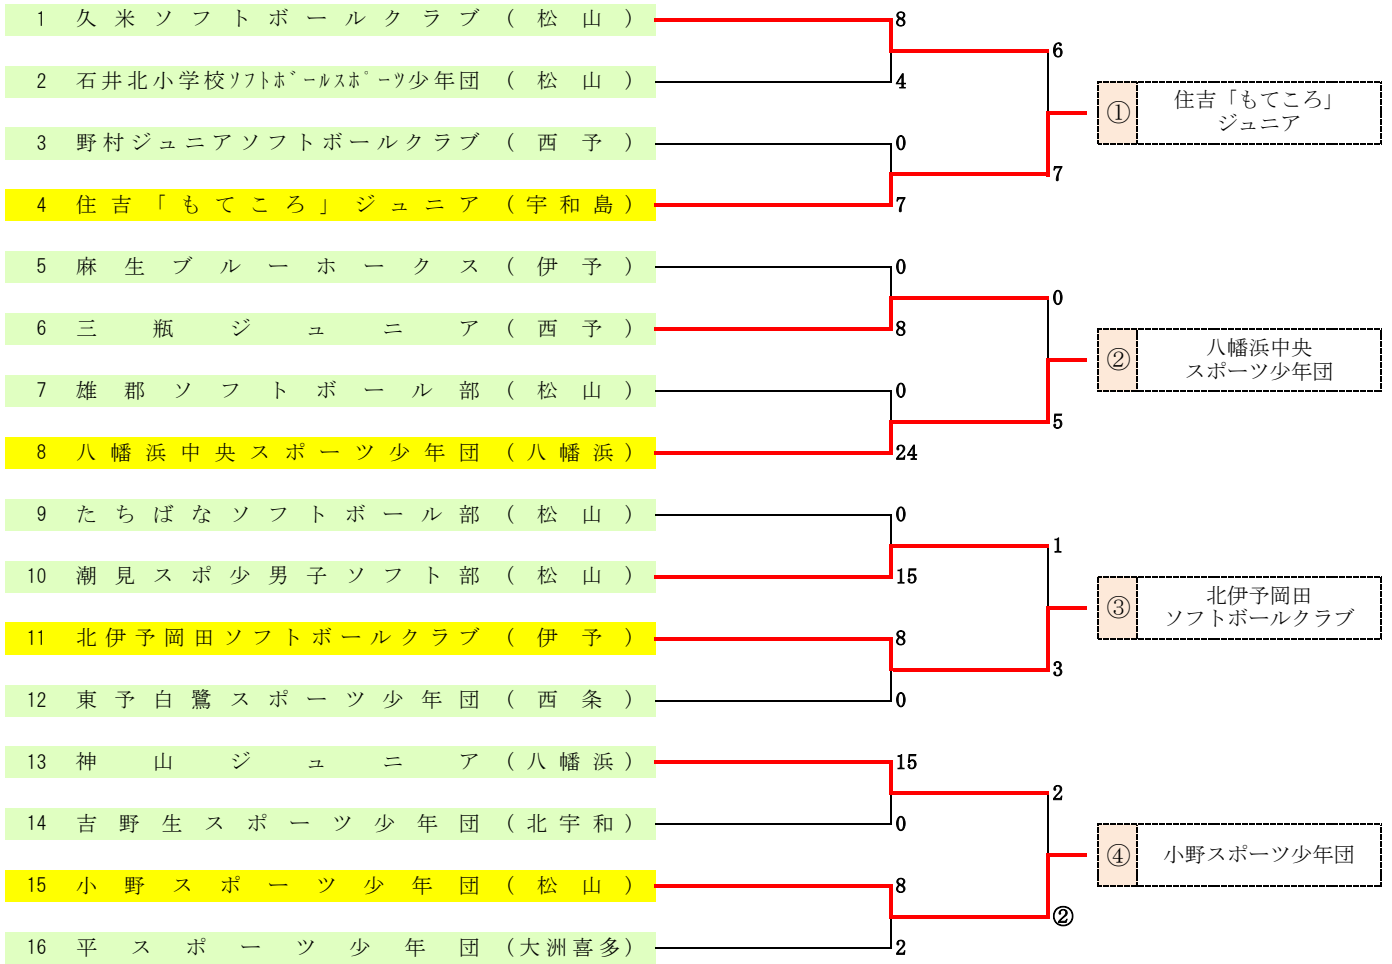 1 久米ソフトボールクラブ（松山） 8
6
2 石井北小学校ｿﾌﾄﾎﾞｰﾙｽﾎﾟｰﾂ少年団（松山） 4
① 住吉「もてころ」
ジュニア
3 野村ジュニアソフトボールクラブ（西予） 0
7
4 住吉「もてころ」ジュニア（宇和島） 7
5 麻生ブルーホークス（伊予） 0
0
6 三瓶ジュニア（西予） 8
② 八幡浜中央
スポーツ少年団
7 雄郡ソフトボール部（松山） 0
5
8 八幡浜中央スポーツ少年団（八幡浜） 24
9 たちばなソフトボール部（松山） 0
1
10 潮見スポ少男子ソフト部（松山） 15
③ 北伊予岡田
ソフトボールクラブ
11 北伊予岡田ソフトボールクラブ（伊予） 8
3
12 東予白鷺スポーツ少年団（西条） 0
13 神山ジュニア（八幡浜） 15
2
14 吉野生スポーツ少年団（北宇和） 0
④ 小野スポーツ少年団
15 小野スポーツ少年団（松山） 8
②
16 平スポーツ少年団（大洲喜多） 2